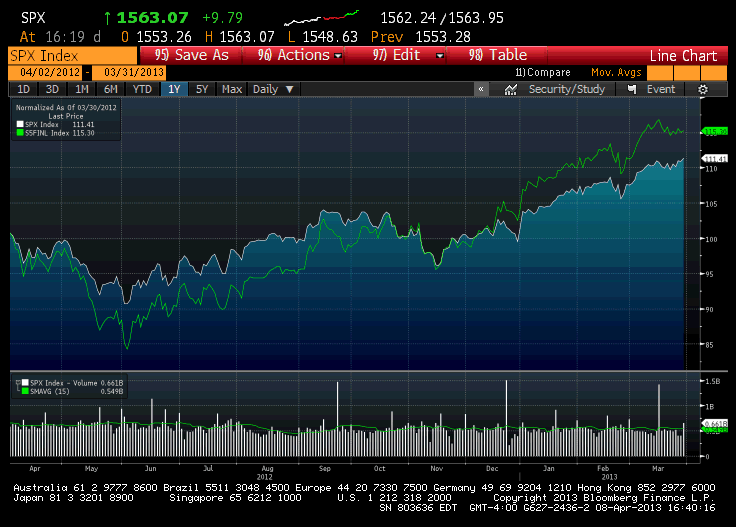 SPX ↑ 1563.07 +9.79 1562.24/1563.95
At 16:19 d O 1553.26 H 1563.07 L 1548.63 Prev 1553.28
SPX Index 95) Save As 96) Actions 97) Edit 98) Table Line Chart
04/02/2012 - 03/31/2013 11)Compare Mov. Avgs
1D 3D 1M 6M YTD 1Y 5Y Max Daily ▼ « Security/Study Event
Normalized As Of 03/30/2012
Last Price
SPX Index 111.41
S5FINL Index 115.30
115.30
111.41
110
105
100
95
90
85
SPX Index - Volume 0.661B
SMAVG (15) 0.549B
1.5B
1B
0.661B
0.549B
0
Apr May Jun Jul Aug Sep Oct Nov Dec Jan Feb Mar
2012 2013
Australia 61 2 9777 8600 Brazil 5511 3048 4500 Europe 44 20 7330 7500 Germany 49 69 9204 1210 Hong Kong 852 2977 6000
Japan 81 3 3201 8900 Singapore 65 6212 1000 U.S. 1 212 318 2000 Copyright 2013 Bloomberg Finance L.P.
SN 803636 EDT GMT-4:00 G627-2436-2 08-Apr-2013 16:40:16